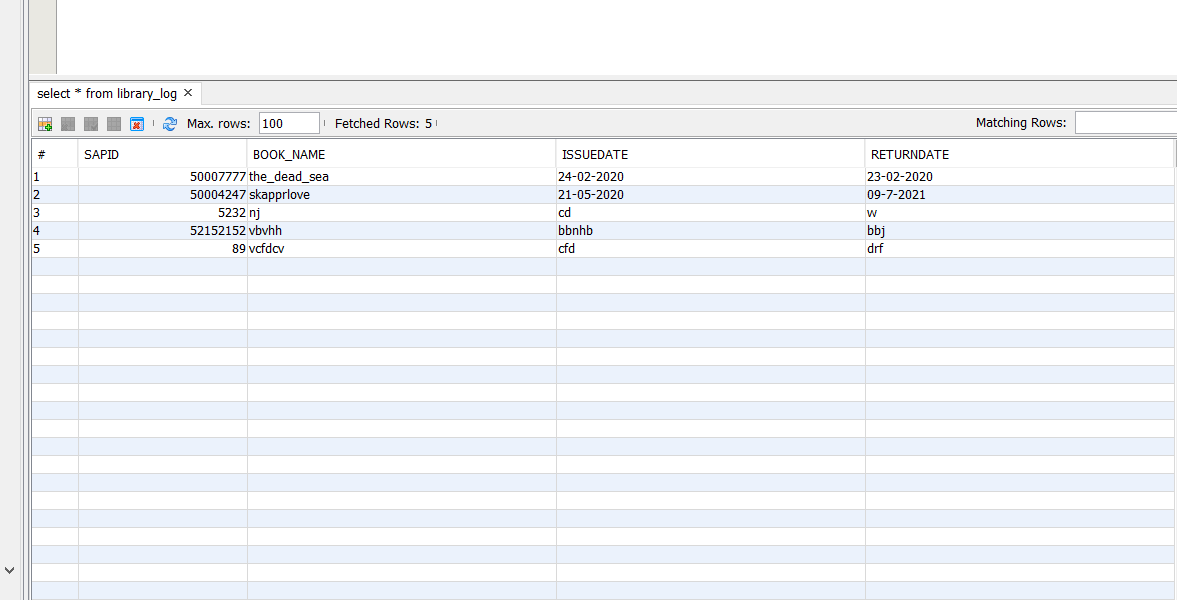 select * from library_log
Max. rows: 100 Fetched Rows: 5 Matching Rows:
# SAPID BOOK_NAME ISSUEDATE RETURNDATE
1 50007777 the_dead_sea 24-02-2020 23-02-2020
2 50004247 skapprlove 21-05-2020 09-7-2021
3 5232 nj cd w
4 52152152 vbvhh bbnhb bbj
5 89 vcfdcv cfd drf